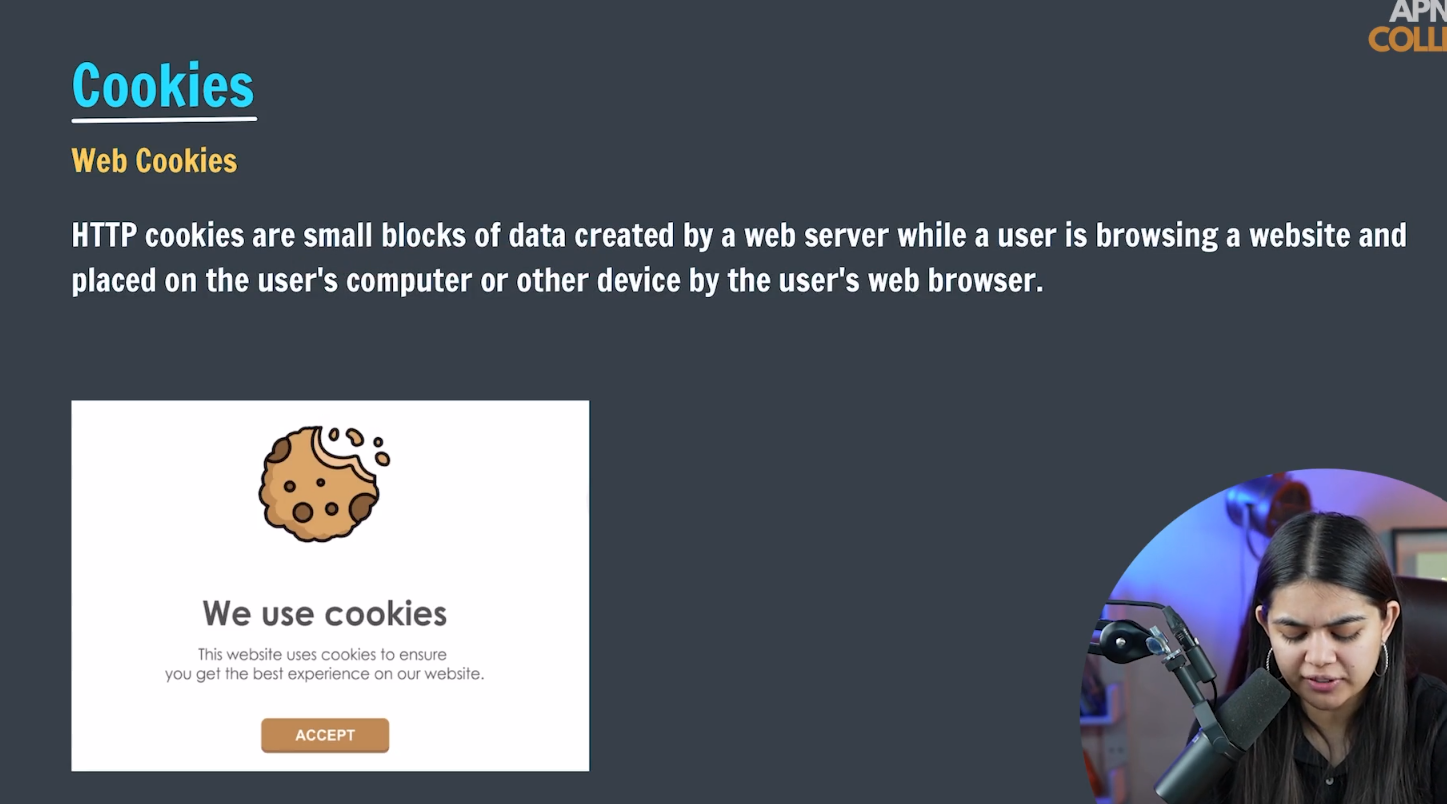 APN
COLLE
Cookies
Web Cookies
HTTP cookies are small blocks of data created by a web server while a user is browsing a website and
placed on the user's computer or other device by the user's web browser.
We use cookies
This website uses cookies to ensure
you get the best experience on our website.
ACCEPT